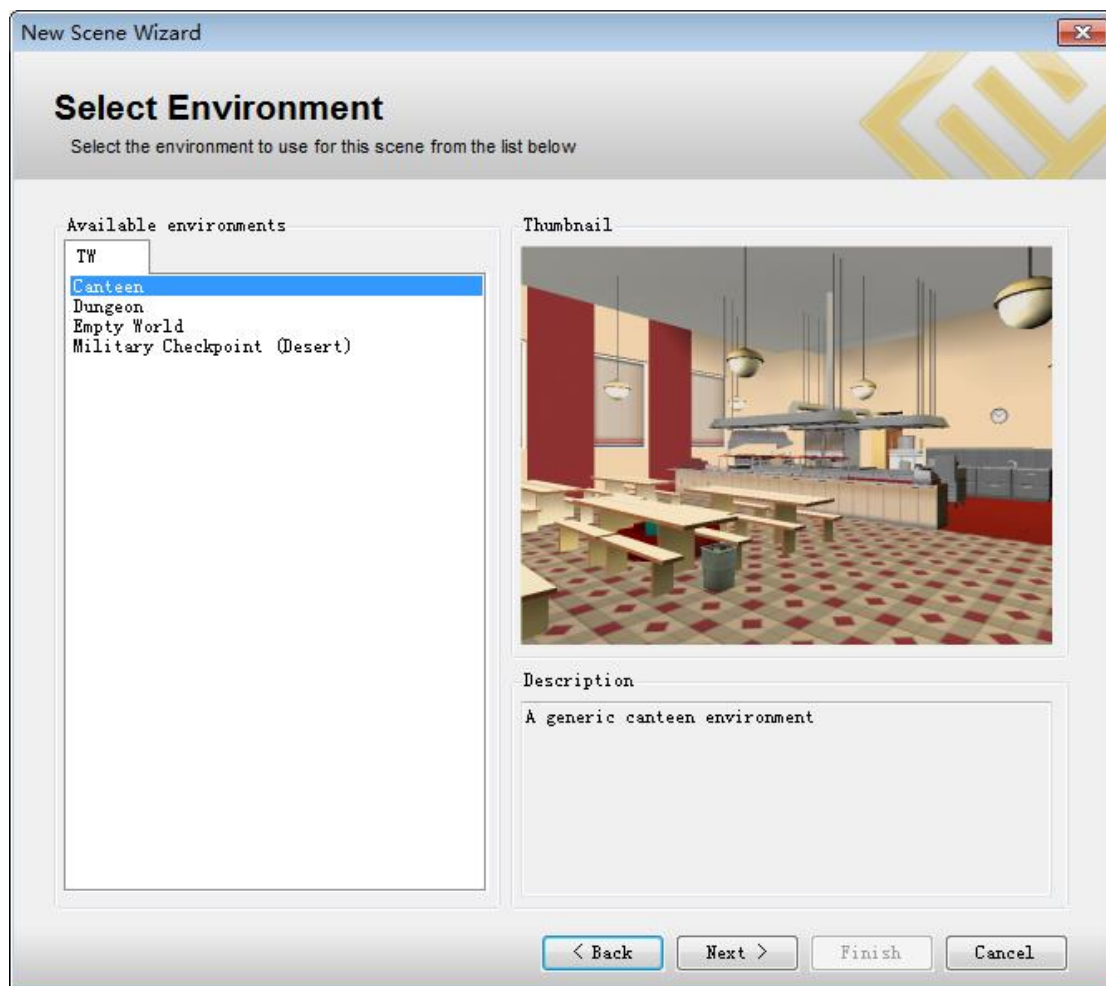 New Scene Wizard
Select Environment
Select the environment to use for this scene from the list below
Available environments
TW
Canteen
Dungeon
Empty World
Military Checkpoint (Desert)
Thumbnail
Description
A generic canteen environment
< Back
Next >
Finish
Cancel